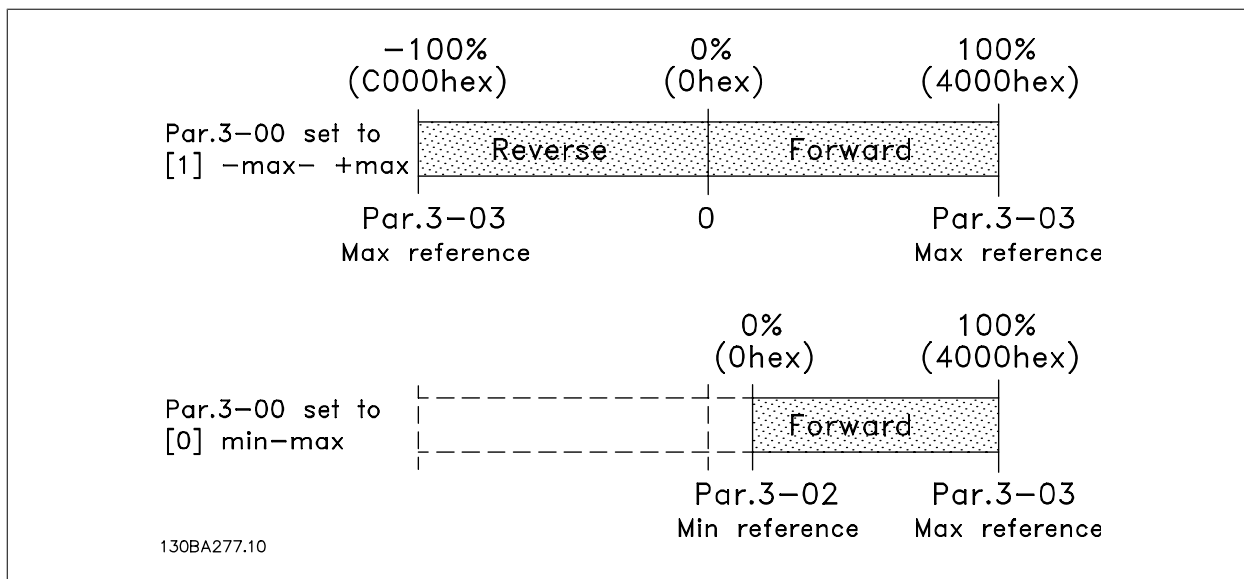 -100% 0% 100%
(C000hex) (0hex) (4000hex)
Par.3-00 set to
[1] -max- +max
Reverse Forward
Par.3-03 0 Par.3-03
Max reference Max reference
0% 100%
(0hex) (4000hex)
Par.3-00 set to
[0] min-max
Forward
Par.3-02 Par.3-03
Min reference Max reference
130BA277.10